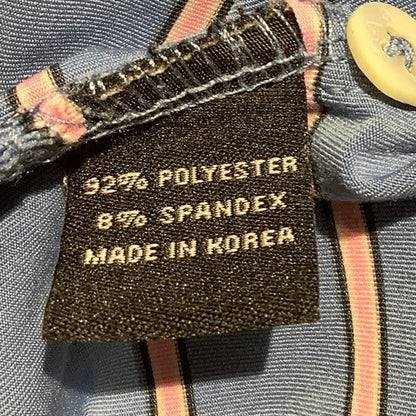 92% POLYESTER
8% SPANDEX
MADE IN KOREA